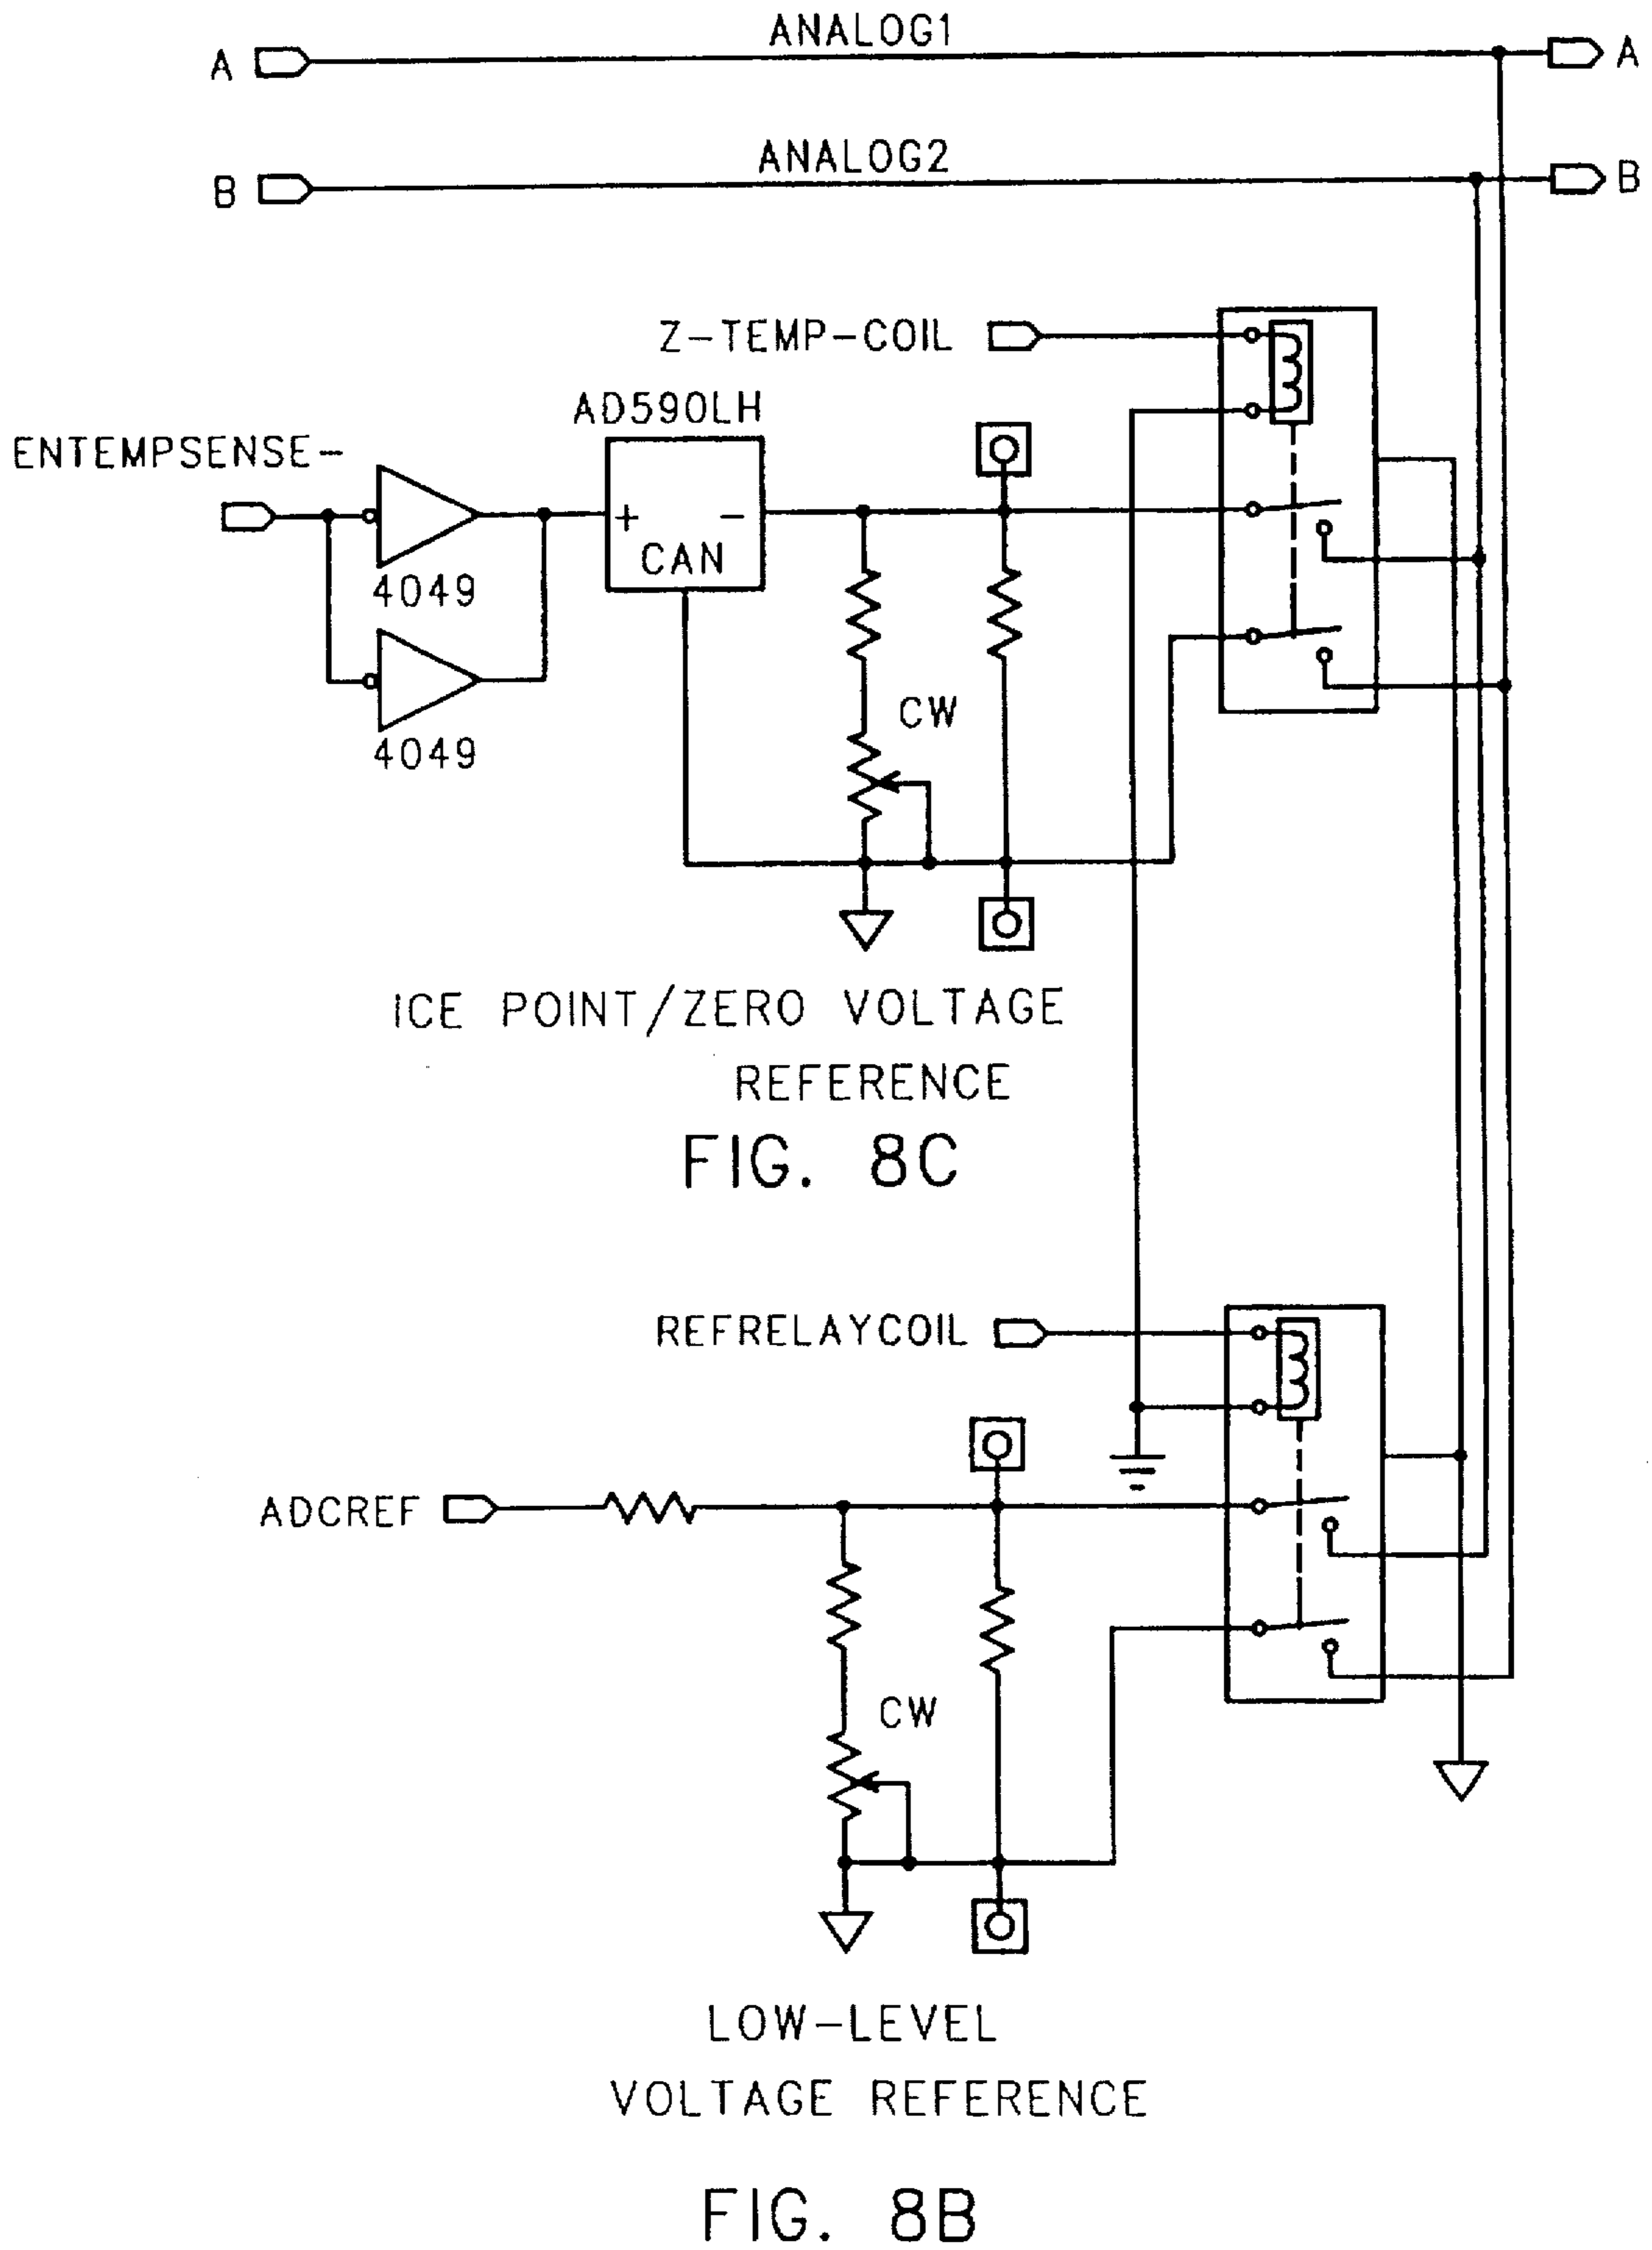 ANALOG1
A
A
ANALOG2
B
B
Z-TEMP-COIL
AD590LH
ENTEMPSENSE-
+ -
CAN
4049
4049
CW
ICE POINT/ZERO VOLTAGE
REFERENCE
FIG. 8C
REFRELAYCOIL
ADCREF
CW
LOW-LEVEL
VOLTAGE REFERENCE
FIG. 8B